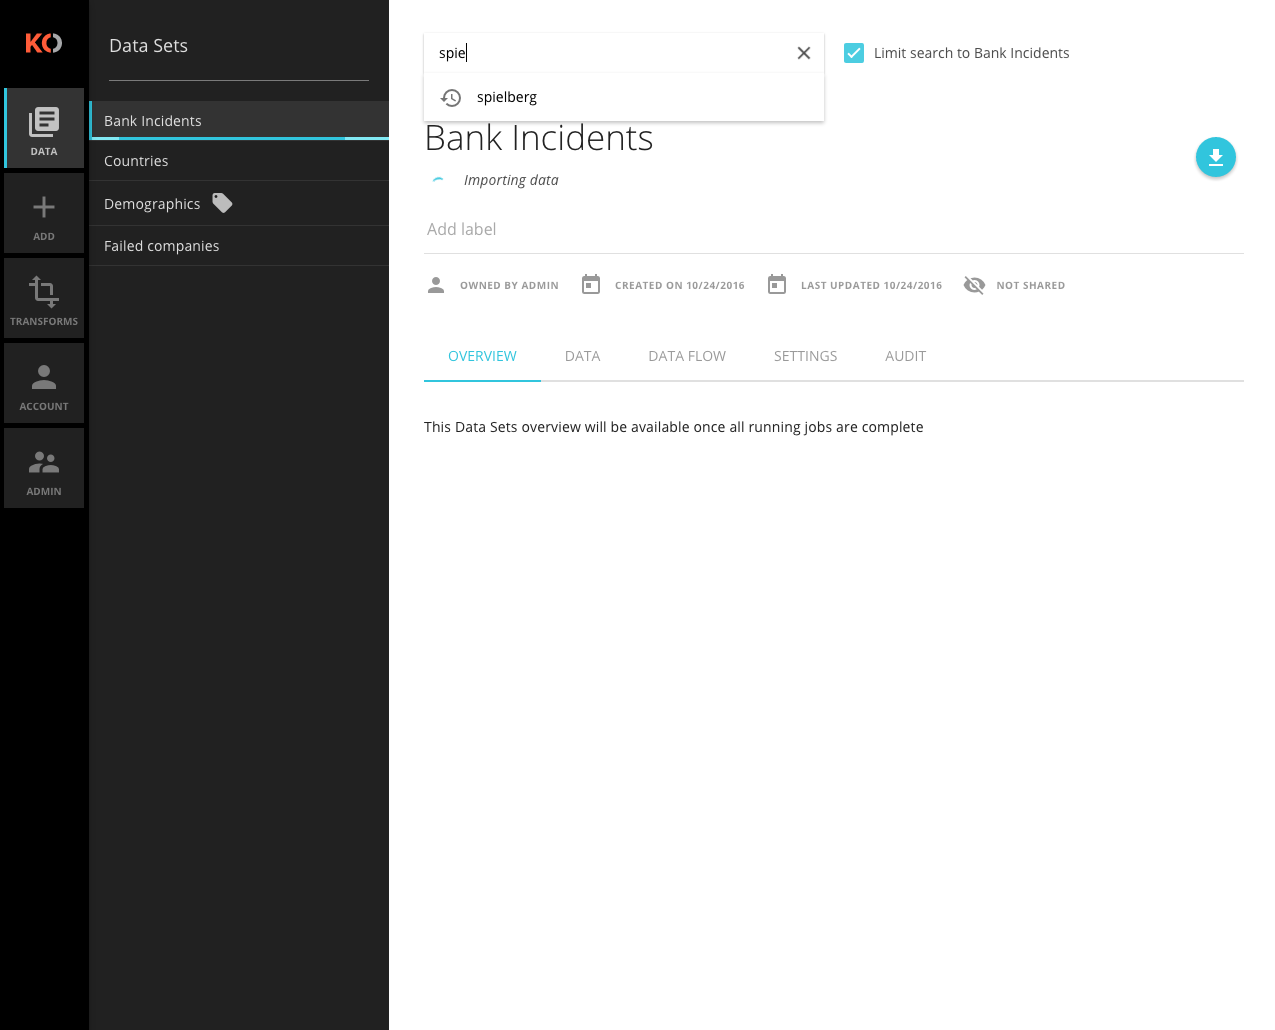 KO
DATA
ADD
TRANSFORMS
ACCOUNT
ADMIN
Data Sets
Bank Incidents
Countries
Demographics
Failed companies
spie
Limit search to Bank Incidents
spielberg
Bank Incidents
Importing data
Add label
OWNED BY ADMIN CREATED ON 10/24/2016 LAST UPDATED 10/24/2016 NOT SHARED
OVERVIEW DATA DATA FLOW SETTINGS AUDIT
This Data Sets overview will be available once all running jobs are complete